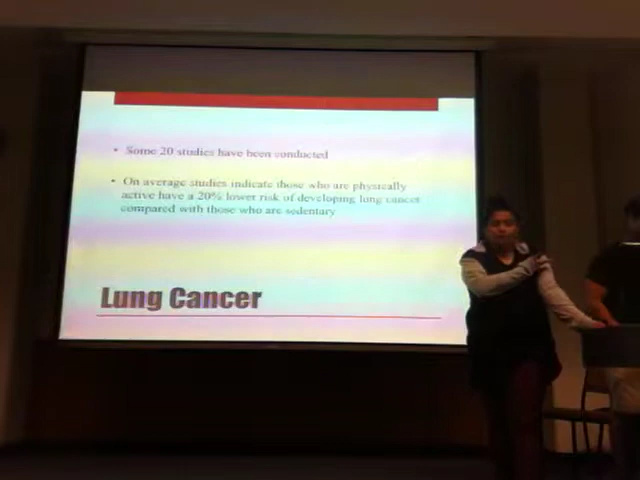 Some 20 studies have been conducted
On average studies indicate those who are physically
active have a 20% lower risk of developing lung cancer
compared with those who are sedentary
Lung Cancer